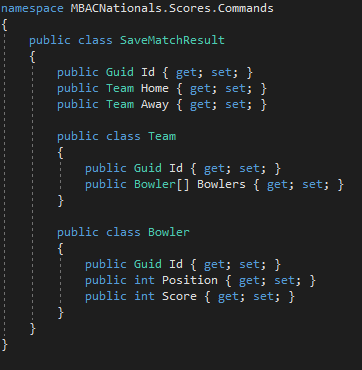 namespace MBACNationals.Scores.Commands
{
    public class SaveMatchResult
    {
        public Guid Id { get; set; }
        public Team Home { get; set; }
        public Team Away { get; set; }

        public class Team
        {
            public Guid Id { get; set; }
            public Bowler[] Bowlers { get; set; }
        }

        public class Bowler
        {
            public Guid Id { get; set; }
            public int Position { get; set; }
            public int Score { get; set; }
        }
    }
}